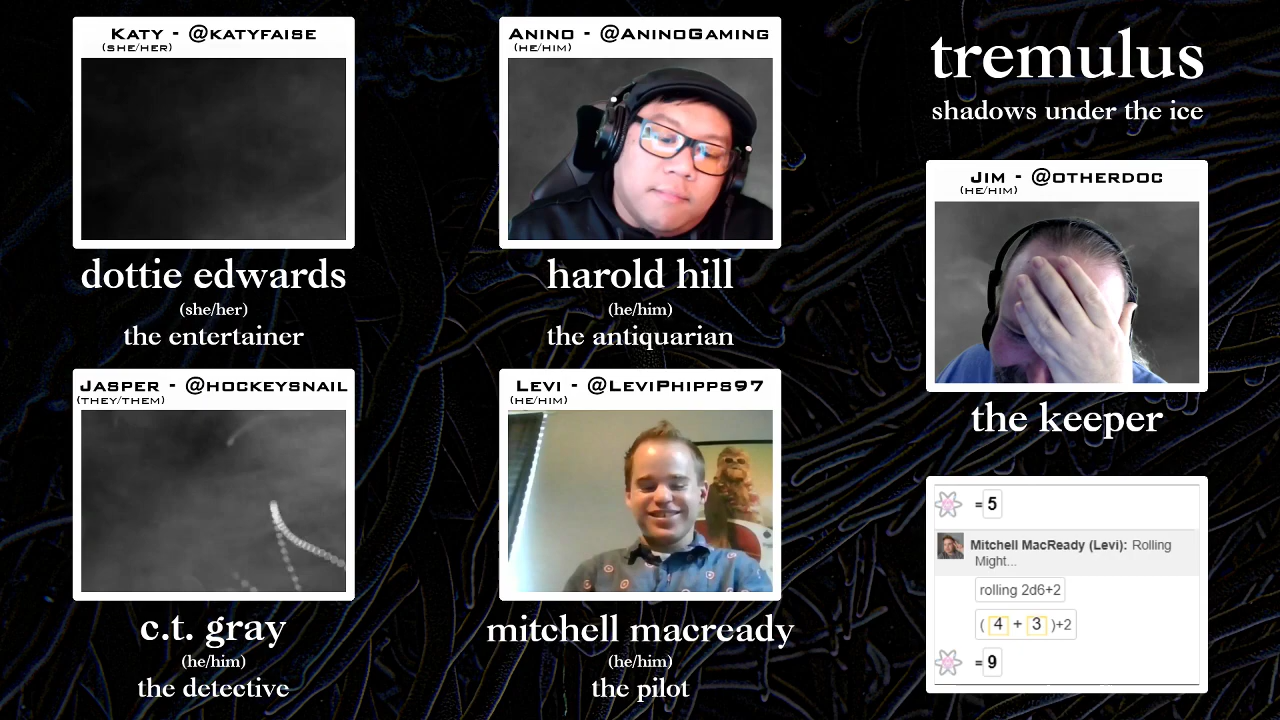 Katy - @katyfaise
(she/her)
dottie edwards
(she/her)
the entertainer
Anino - @AninoGaming
(he/him)
harold hill
(he/him)
the antiquarian
tremulus
shadows under the ice
Jim - @otherdoc
(he/him)
the keeper
Jasper - @hockeysnail
(they/them)
c.t. gray
(he/him)
the detective
Levi - @LeviPhipps97
(he/him)
mitchell macready
(he/him)
the pilot
=5
Mitchell MacReady (Levi): Rolling
Might...
rolling 2d6+2
( 4 + 3 )+2
=9